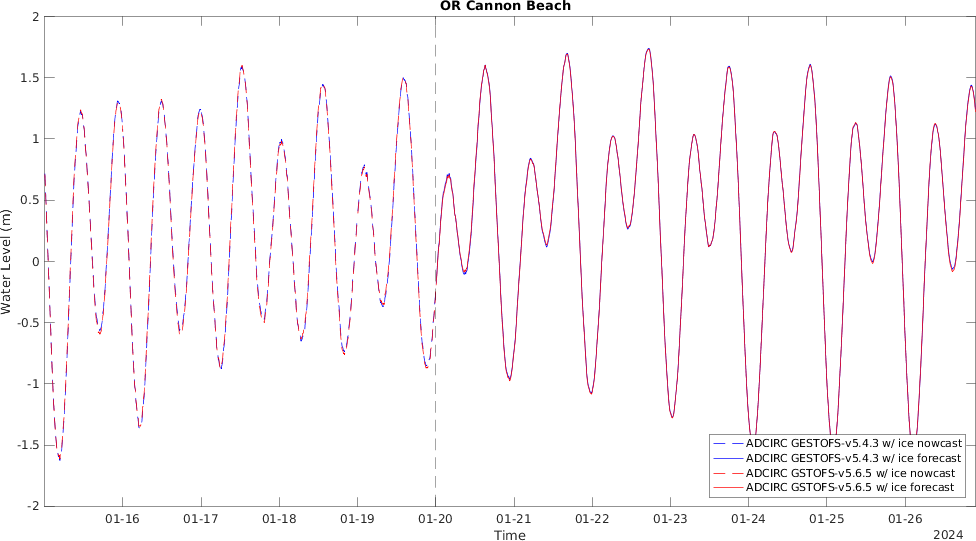 OR Cannon Beach
2
1.5
1
0.5
0
-0.5
-1
-1.5
-2
Water Level (m)
ADCIRC GESTOFS-v5.4.3 w/ ice nowcast
ADCIRC GESTOFS-v5.4.3 w/ ice forecast
ADCIRC GSTOFS-v5.6.5 w/ ice nowcast
ADCIRC GSTOFS-v5.6.5 w/ ice forecast
01-16 01-17 01-18 01-19 01-20 01-21 01-22 01-23 01-24 01-25 01-26
Time
2024